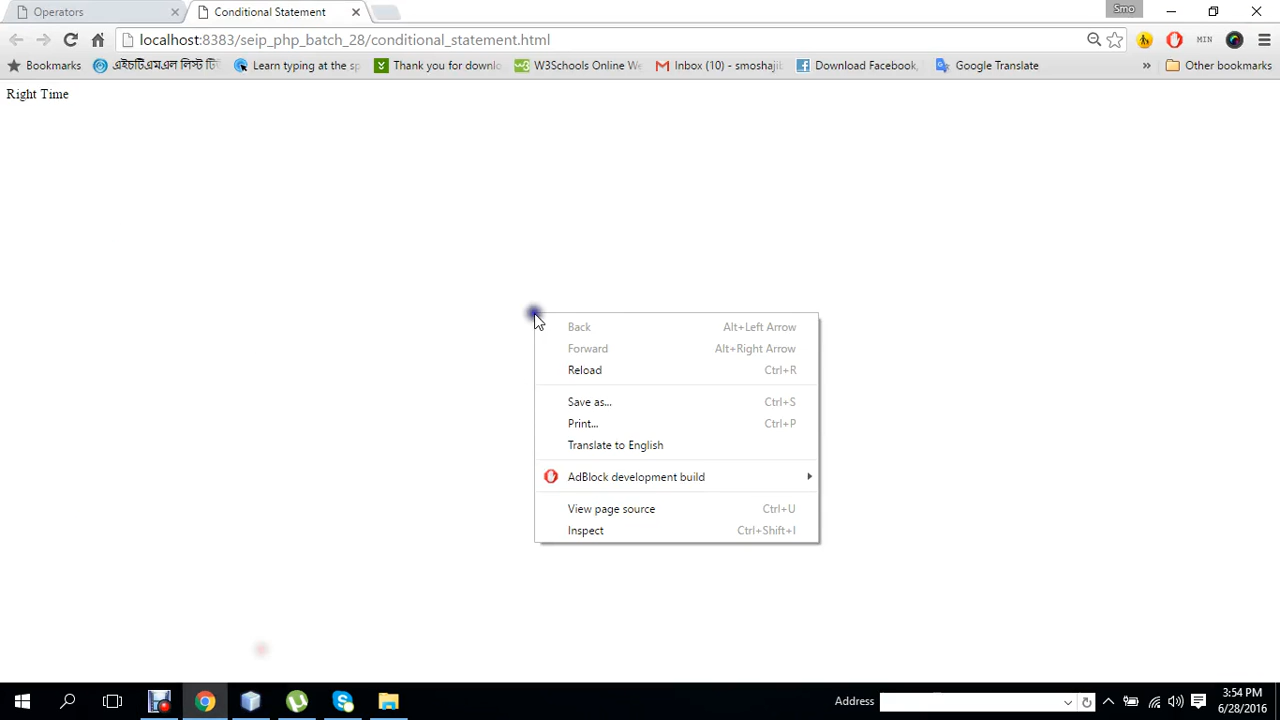 Operators
Conditional Statement
Smo
localhost:8383/seip_php_batch_28/conditional_statement.html
Bookmarks এইচটিএমএল লিস্ট টি Learn typing at the sp Thank you for downlo W3Schools Online We Inbox (10) - smoshajib Download Facebook, Google Translate » Other bookmarks
MIN
Right Time
Back Alt+Left Arrow
Forward Alt+Right Arrow
Reload Ctrl+R
Save as... Ctrl+S
Print... Ctrl+P
Translate to English
AdBlock development build
View page source Ctrl+U
Inspect Ctrl+Shift+I
Address
3:54 PM
6/28/2016